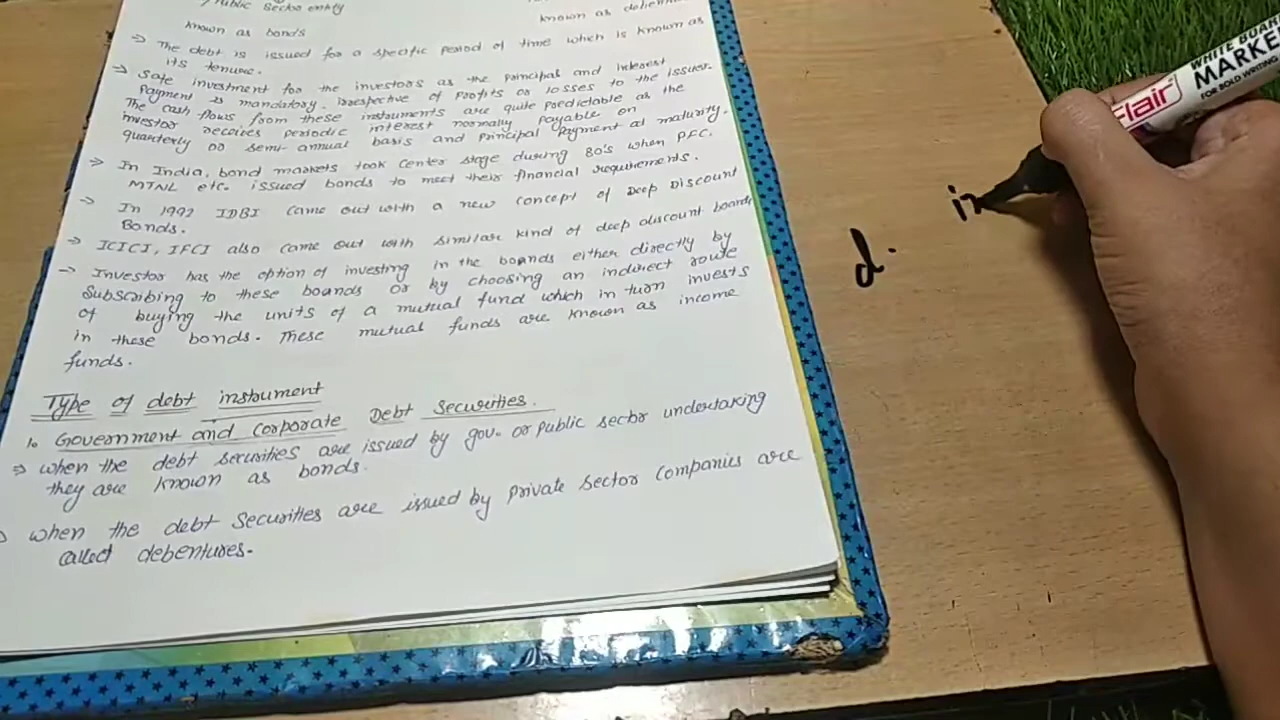 Public Sector entity
known as
known as bonds
⇒ The debt is issued for a specific period of time which is known as
its tenure.
⇒ Safe investment for the investors as the principal and interest
Payment is mandatory. irrespective of profits or losses to the issuer.
The cash flows from these instruments are quite predictable as the
investor receives periodic interest normally payable on
quarterly or semi-annual basis and principal payment at maturity.
⇒ In India, bond markets took center stage during 80's when PFC.
MTNL etc. issued bonds to meet their financial requirements.
⇒ In 1992 IDBI came out with a new concept of Deep Discount
Bonds.
⇒ ICICI, IFCI also came out with similar kind of deep discount boands
⇒ Investor has the option of investing in the boands either directly by
Subscribing to these boands or by choosing an indirect route
of buying the units of a mutual fund which in turn invests
in these bonds. These mutual funds are known as income
funds.
Type of debt instument
1. Government and Corporate Debt Securities.
⇒ when the debt securities are issued by gov. or public sector undertaking
they are known as bonds.
when the debt securities are issued by private sector companies are
called debentures.
d. in
Flair
WHITE BOARD
MARKER
FOR BOLD WRITING